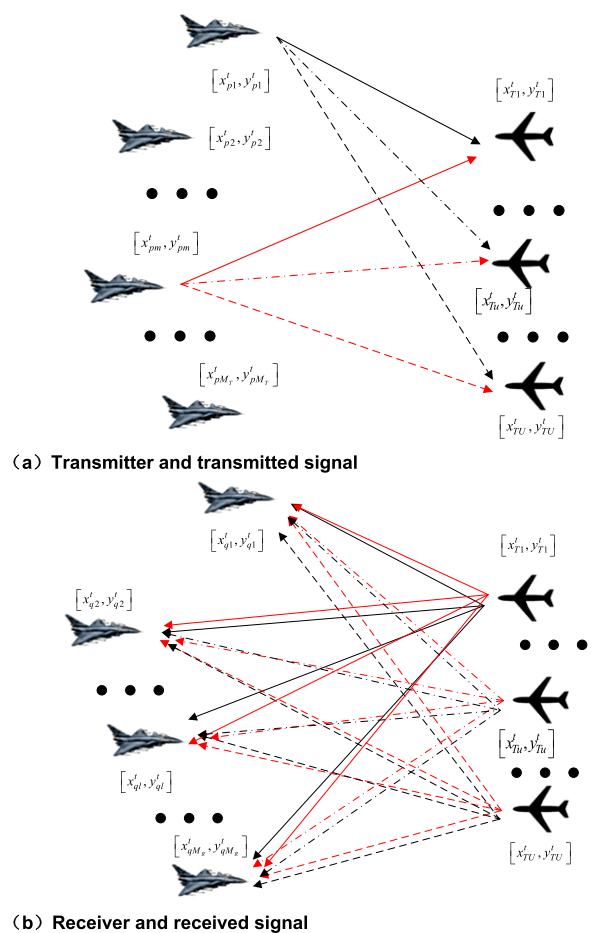 [x^t_{p1}, y^t_{p1}]
[x^t_{T1}, y^t_{T1}]
[x^t_{p2}, y^t_{p2}]
[x^t_{pm}, y^t_{pm}]
[x^t_{Tu}, y^t_{Tu}]
[x^t_{pM_T}, y^t_{pM_T}]
[x^t_{TU}, y^t_{TU}]
（a）Transmitter and transmitted signal
[x^t_{q1}, y^t_{q1}]
[x^t_{T1}, y^t_{T1}]
[x^t_{q2}, y^t_{q2}]
[x^t_{Tu}, y^t_{Tu}]
[x^t_{ql}, y^t_{ql}]
[x^t_{qM_R}, y^t_{qM_R}]
[x^t_{TU}, y^t_{TU}]
（b）Receiver and received signal